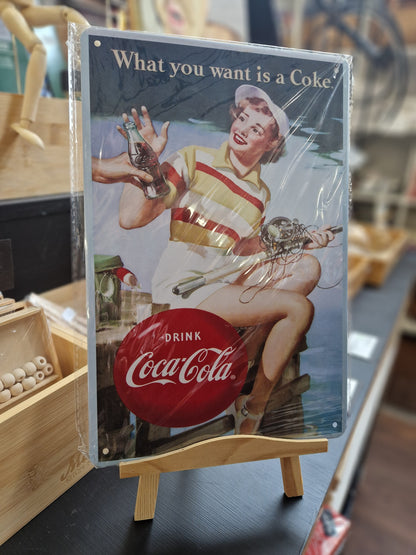 What you want is a Coke
DRINK
Coca-Cola